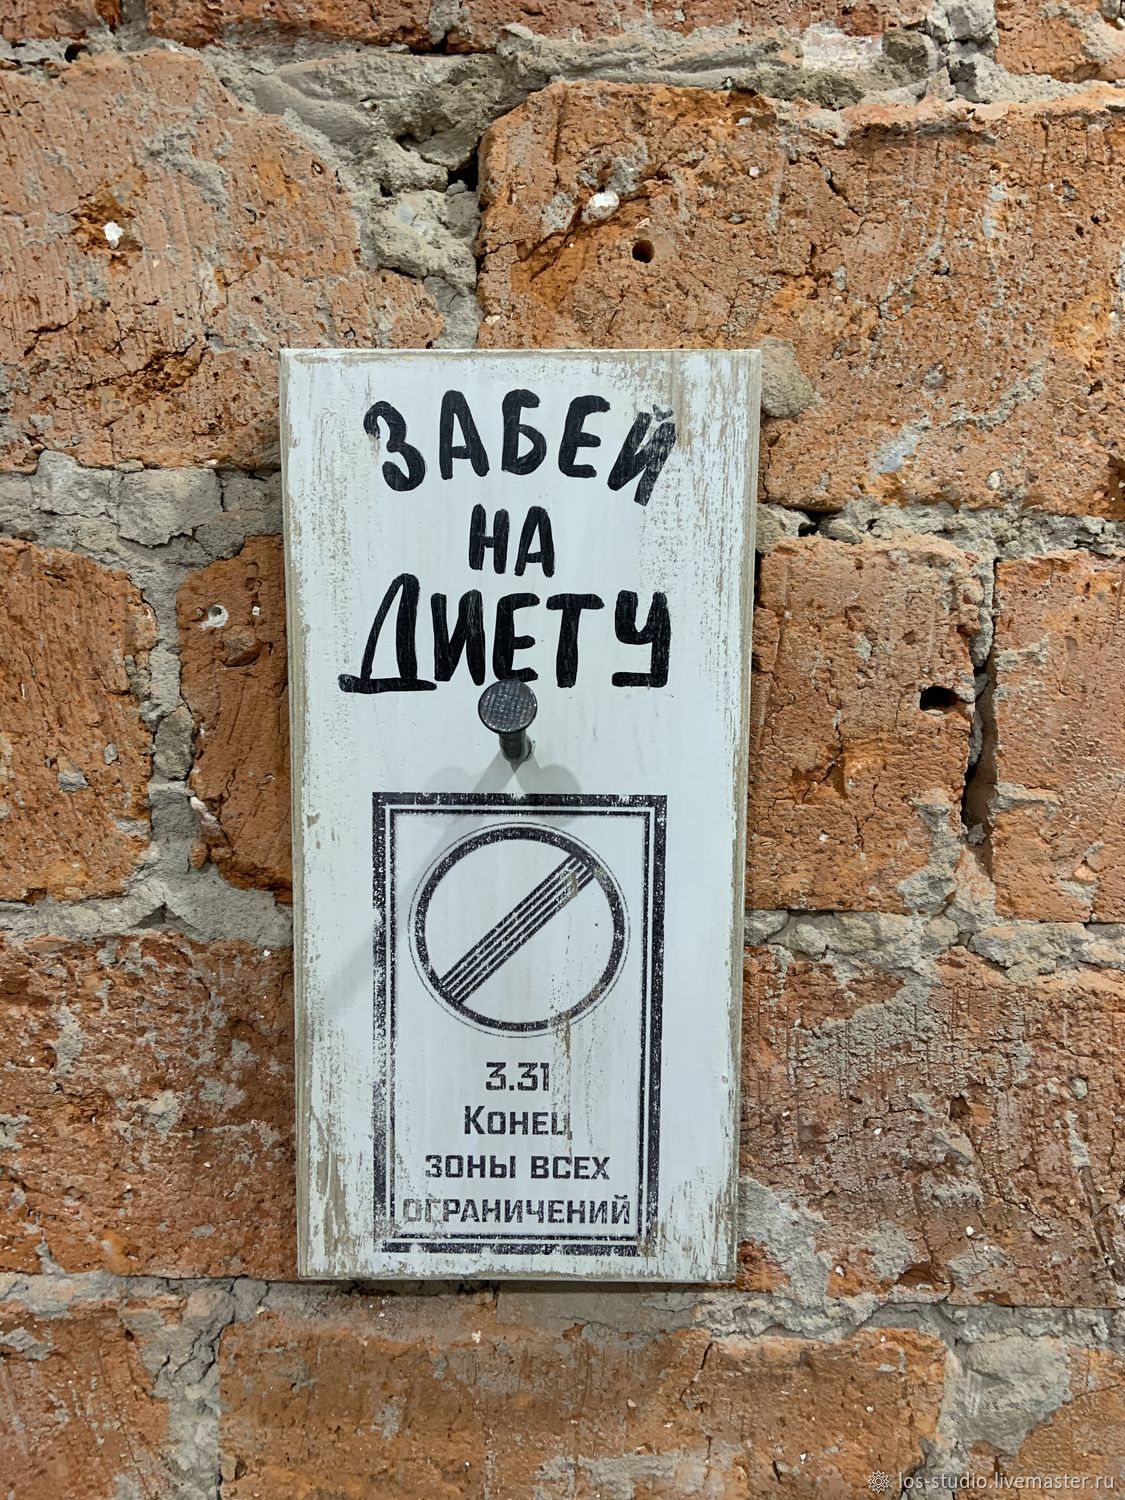 ЗАБЕЙ
НА
ДИЕТУ
3.31
Конец
зоны всех
ограничений
los-studio.livemaster.ru